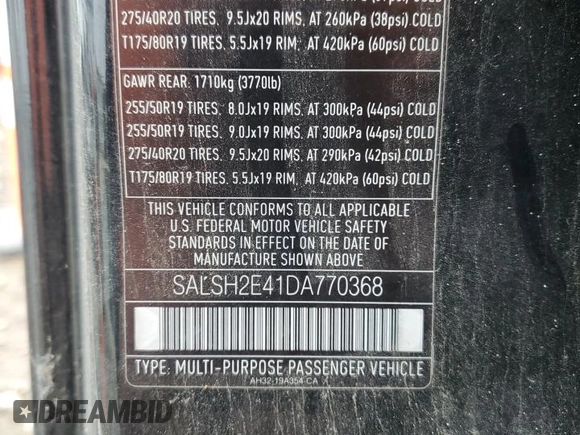 275/40R20 TIRES, 9.5Jx20 RIMS, AT 260kPa (38psi) COLD
T175/80R19 TIRES, 5.5Jx19 RIM, AT 420kPa (60psi) COLD
GAWR REAR: 1710kg (3770lb)
255/50R19 TIRES, 8.0Jx19 RIMS, AT 300kPa (44psi) COLD
255/50R19 TIRES, 9.0Jx19 RIMS, AT 300kPa (44psi) COLD
275/40R20 TIRES, 9.5Jx20 RIMS, AT 290kPa (42psi) COLD
T175/80R19 TIRES, 5.5Jx19 RIM, AT 420kPa (60psi) COLD
THIS VEHICLE CONFORMS TO ALL APPLICABLE
U.S. FEDERAL MOTOR VEHICLE SAFETY
STANDARDS IN EFFECT ON THE DATE OF
MANUFACTURE SHOWN ABOVE
SALSH2E41DA770368
TYPE: MULTI-PURPOSE PASSENGER VEHICLE
AH32-19A354-CA
DREAMBID